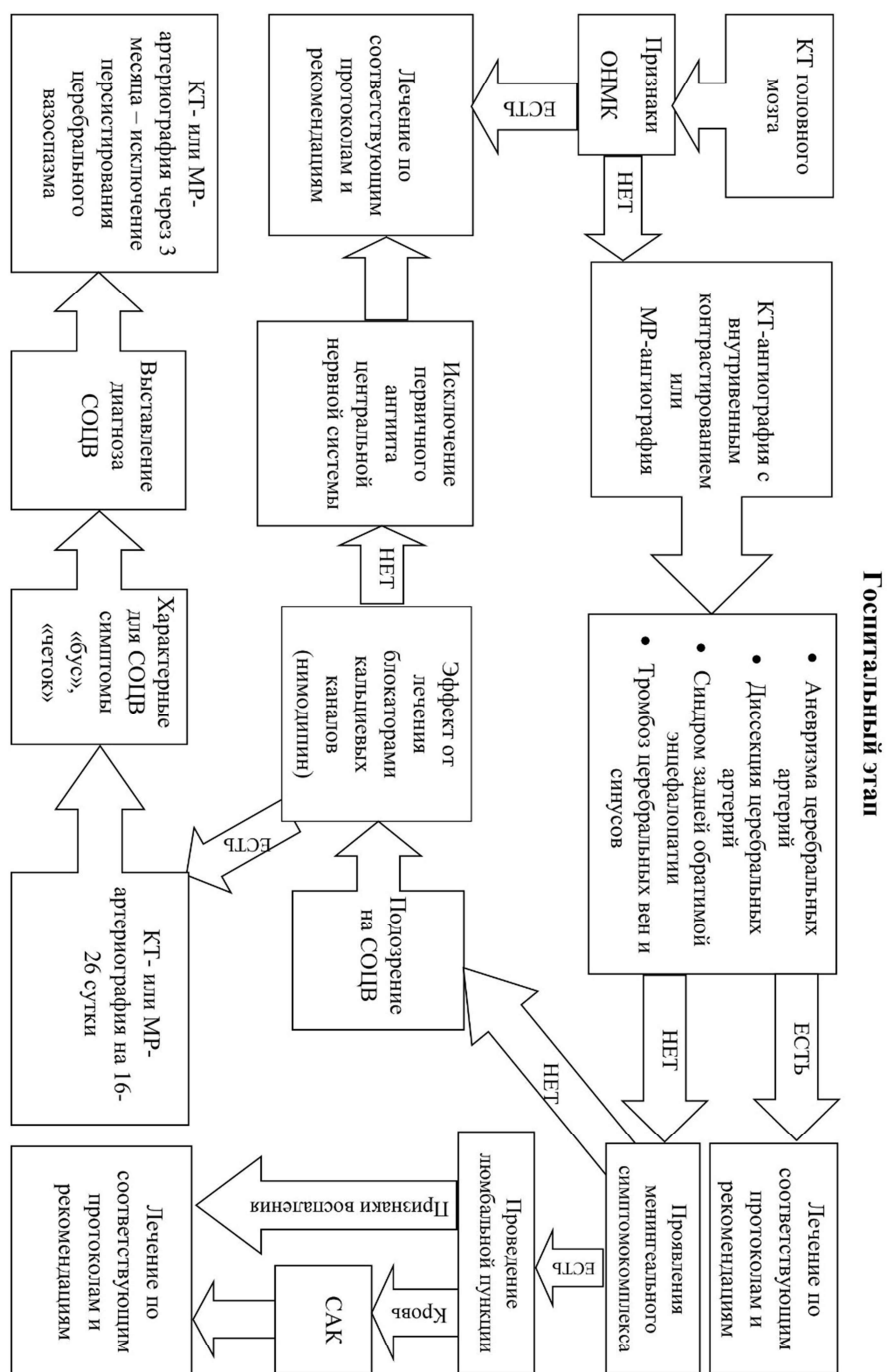 Госпитальный этап
КТ головного
мозга
Признаки
ОНМК
ЕСТЬ
Лечение по
соответствующим
протоколам и
рекомендациям
НЕТ
КТ-ангиография с
внутривенным
контрастированием
или
МР-ангиография
• Аневризма церебральных
артерий
• Диссекция церебральных
артерий
• Синдром задней обратимой
энцефалопатии
• Тромбоз церебральных вен и
синусов
ЕСТЬ
Лечение по
соответствующим
протоколам и
рекомендациям
НЕТ
Проявления
менингеального
симптомокомплекса
ЕСТЬ
Проведение
люмбальной пункции
Признаки воспаления
Кровь
САК
Лечение по
соответствующим
протоколам и
рекомендациям
НЕТ
Подозрение
на СОЦВ
Эффект от
лечения
блокаторами
кальциевых
каналов
(нимодипин)
НЕТ
Исключение
первичного
ангиита
центральной
нервной системы
ЕСТЬ
КТ- или МР-
артериография на 16-
26 сутки
Характерные
для СОЦВ
симптомы
«бус»,
«четок»
Выставление
диагноза
СОЦВ
КТ- или МР-
артериография через 3
месяца – исключение
персистирования
церебрального
вазоспазма